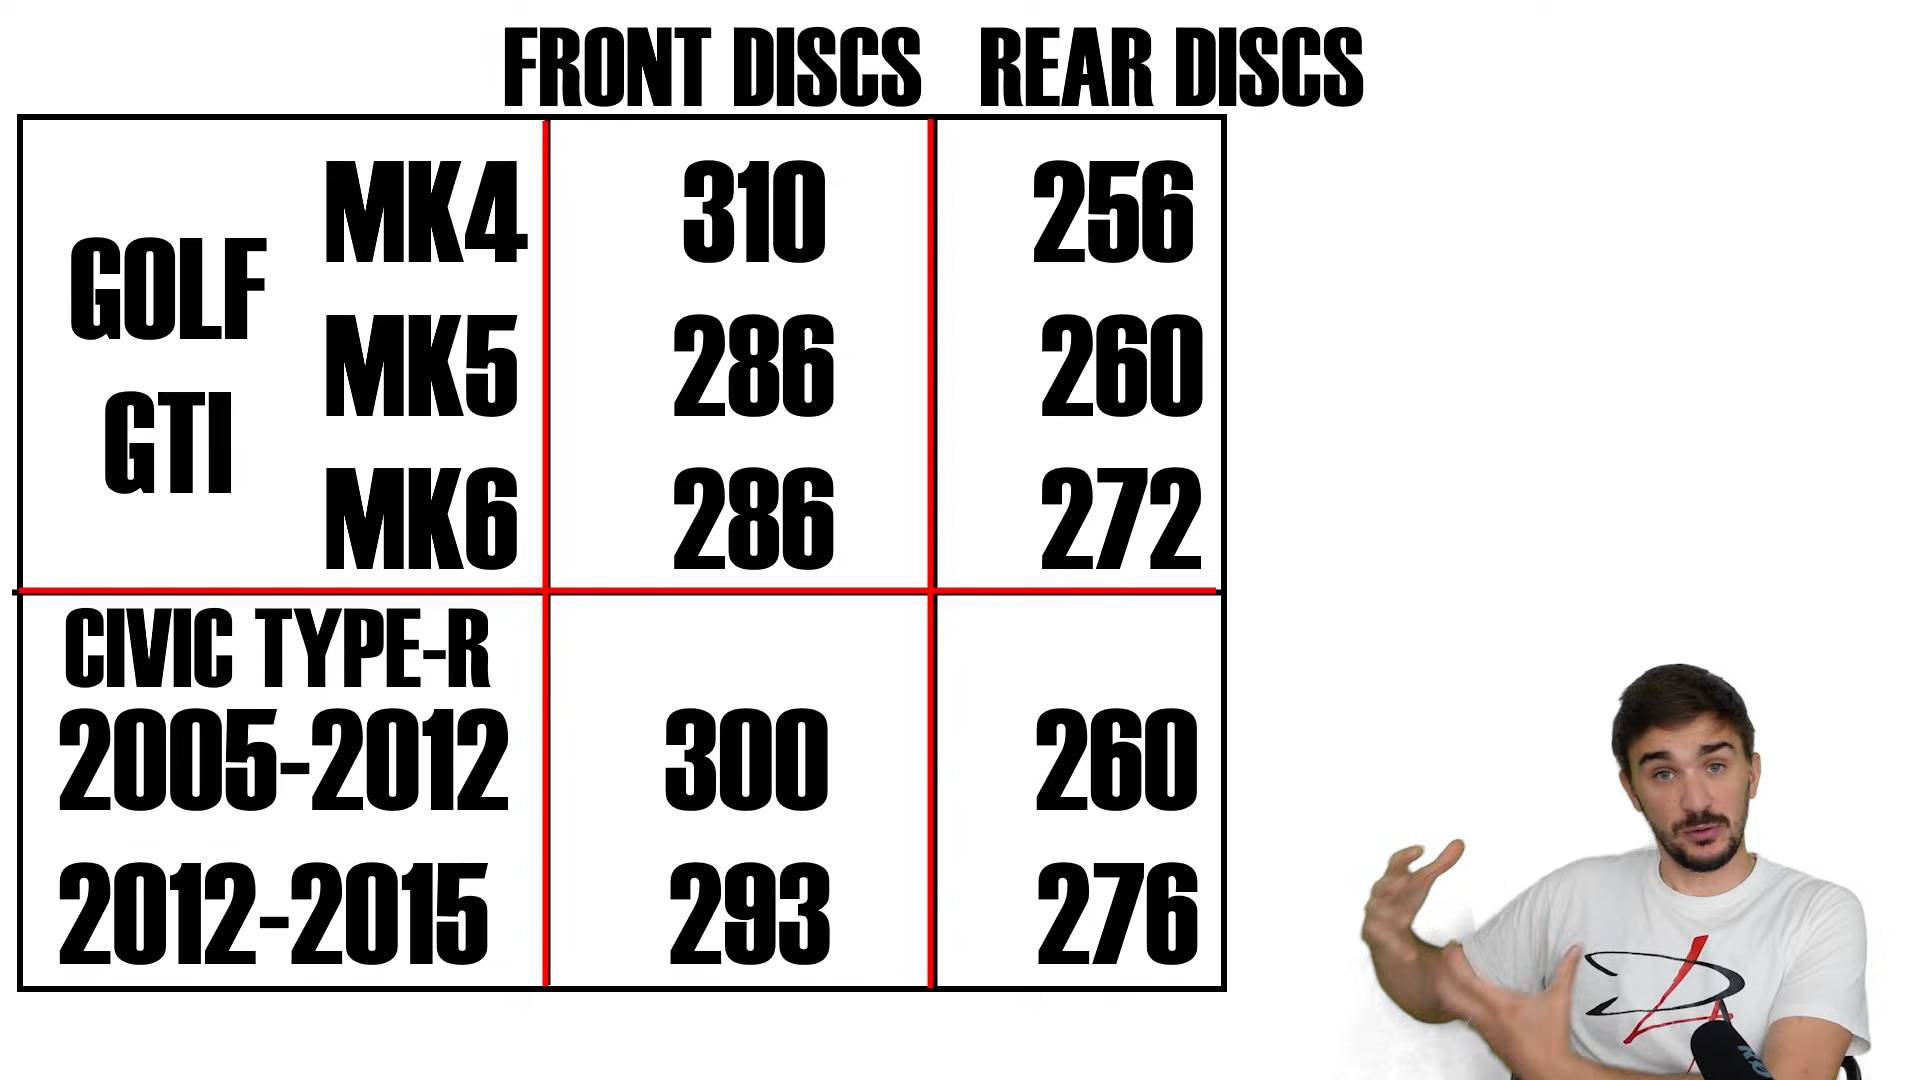 FRONT DISCS REAR DISCS
MK4 310 256
GOLF
MK5 286 260
GTI
MK6 286 272
CIVIC TYPE-R
2005-2012 300 260
2012-2015 293 276